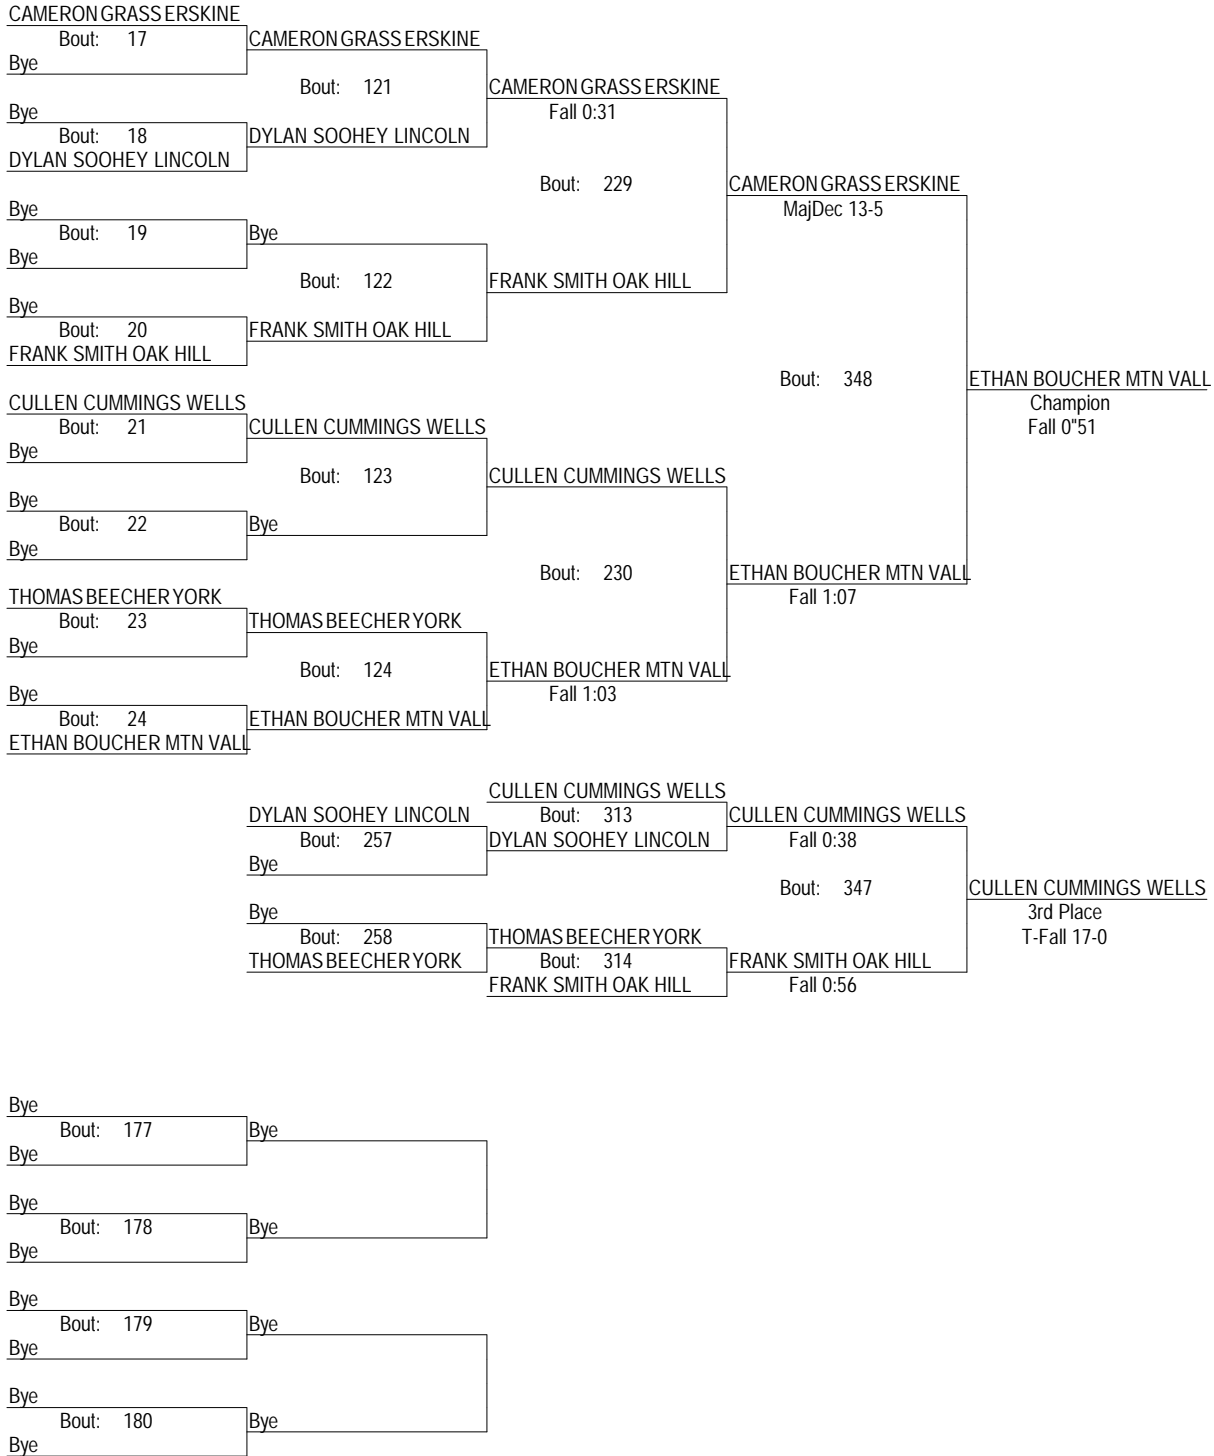 CAMERON GRASS ERSKINE
Bout: 17 CAMERON GRASS ERSKINE
Bye
Bout: 121 CAMERON GRASS ERSKINE
Bye Fall 0:31
Bout: 18 DYLAN SOOHEY LINCOLN
DYLAN SOOHEY LINCOLN
Bout: 229 CAMERON GRASS ERSKINE
Bye MajDec 13-5
Bout: 19 Bye
Bye
Bout: 122 FRANK SMITH OAK HILL
Bye
Bout: 20 FRANK SMITH OAK HILL
FRANK SMITH OAK HILL
Bout: 348 ETHAN BOUCHER MTN VALL
CULLEN CUMMINGS WELLS Champion
Bout: 21 CULLEN CUMMINGS WELLS Fall 0"51
Bye
Bout: 123 CULLEN CUMMINGS WELLS
Bye
Bout: 22 Bye
Bye
Bout: 230 ETHAN BOUCHER MTN VALL
THOMAS BEECHER YORK Fall 1:07
Bout: 23 THOMAS BEECHER YORK
Bye
Bout: 124 ETHAN BOUCHER MTN VALL
Bye Fall 1:03
Bout: 24 ETHAN BOUCHER MTN VALL
ETHAN BOUCHER MTN VALL
CULLEN CUMMINGS WELLS
DYLAN SOOHEY LINCOLN Bout: 313 CULLEN CUMMINGS WELLS
Bout: 257 DYLAN SOOHEY LINCOLN Fall 0:38
Bye
Bout: 347 CULLEN CUMMINGS WELLS
Bye 3rd Place
Bout: 258 THOMAS BEECHER YORK T-Fall 17-0
THOMAS BEECHER YORK Bout: 314 FRANK SMITH OAK HILL
FRANK SMITH OAK HILL Fall 0:56
Bye
Bout: 177 Bye
Bye
Bye
Bout: 178 Bye
Bye
Bye
Bout: 179 Bye
Bye
Bye
Bout: 180 Bye
Bye